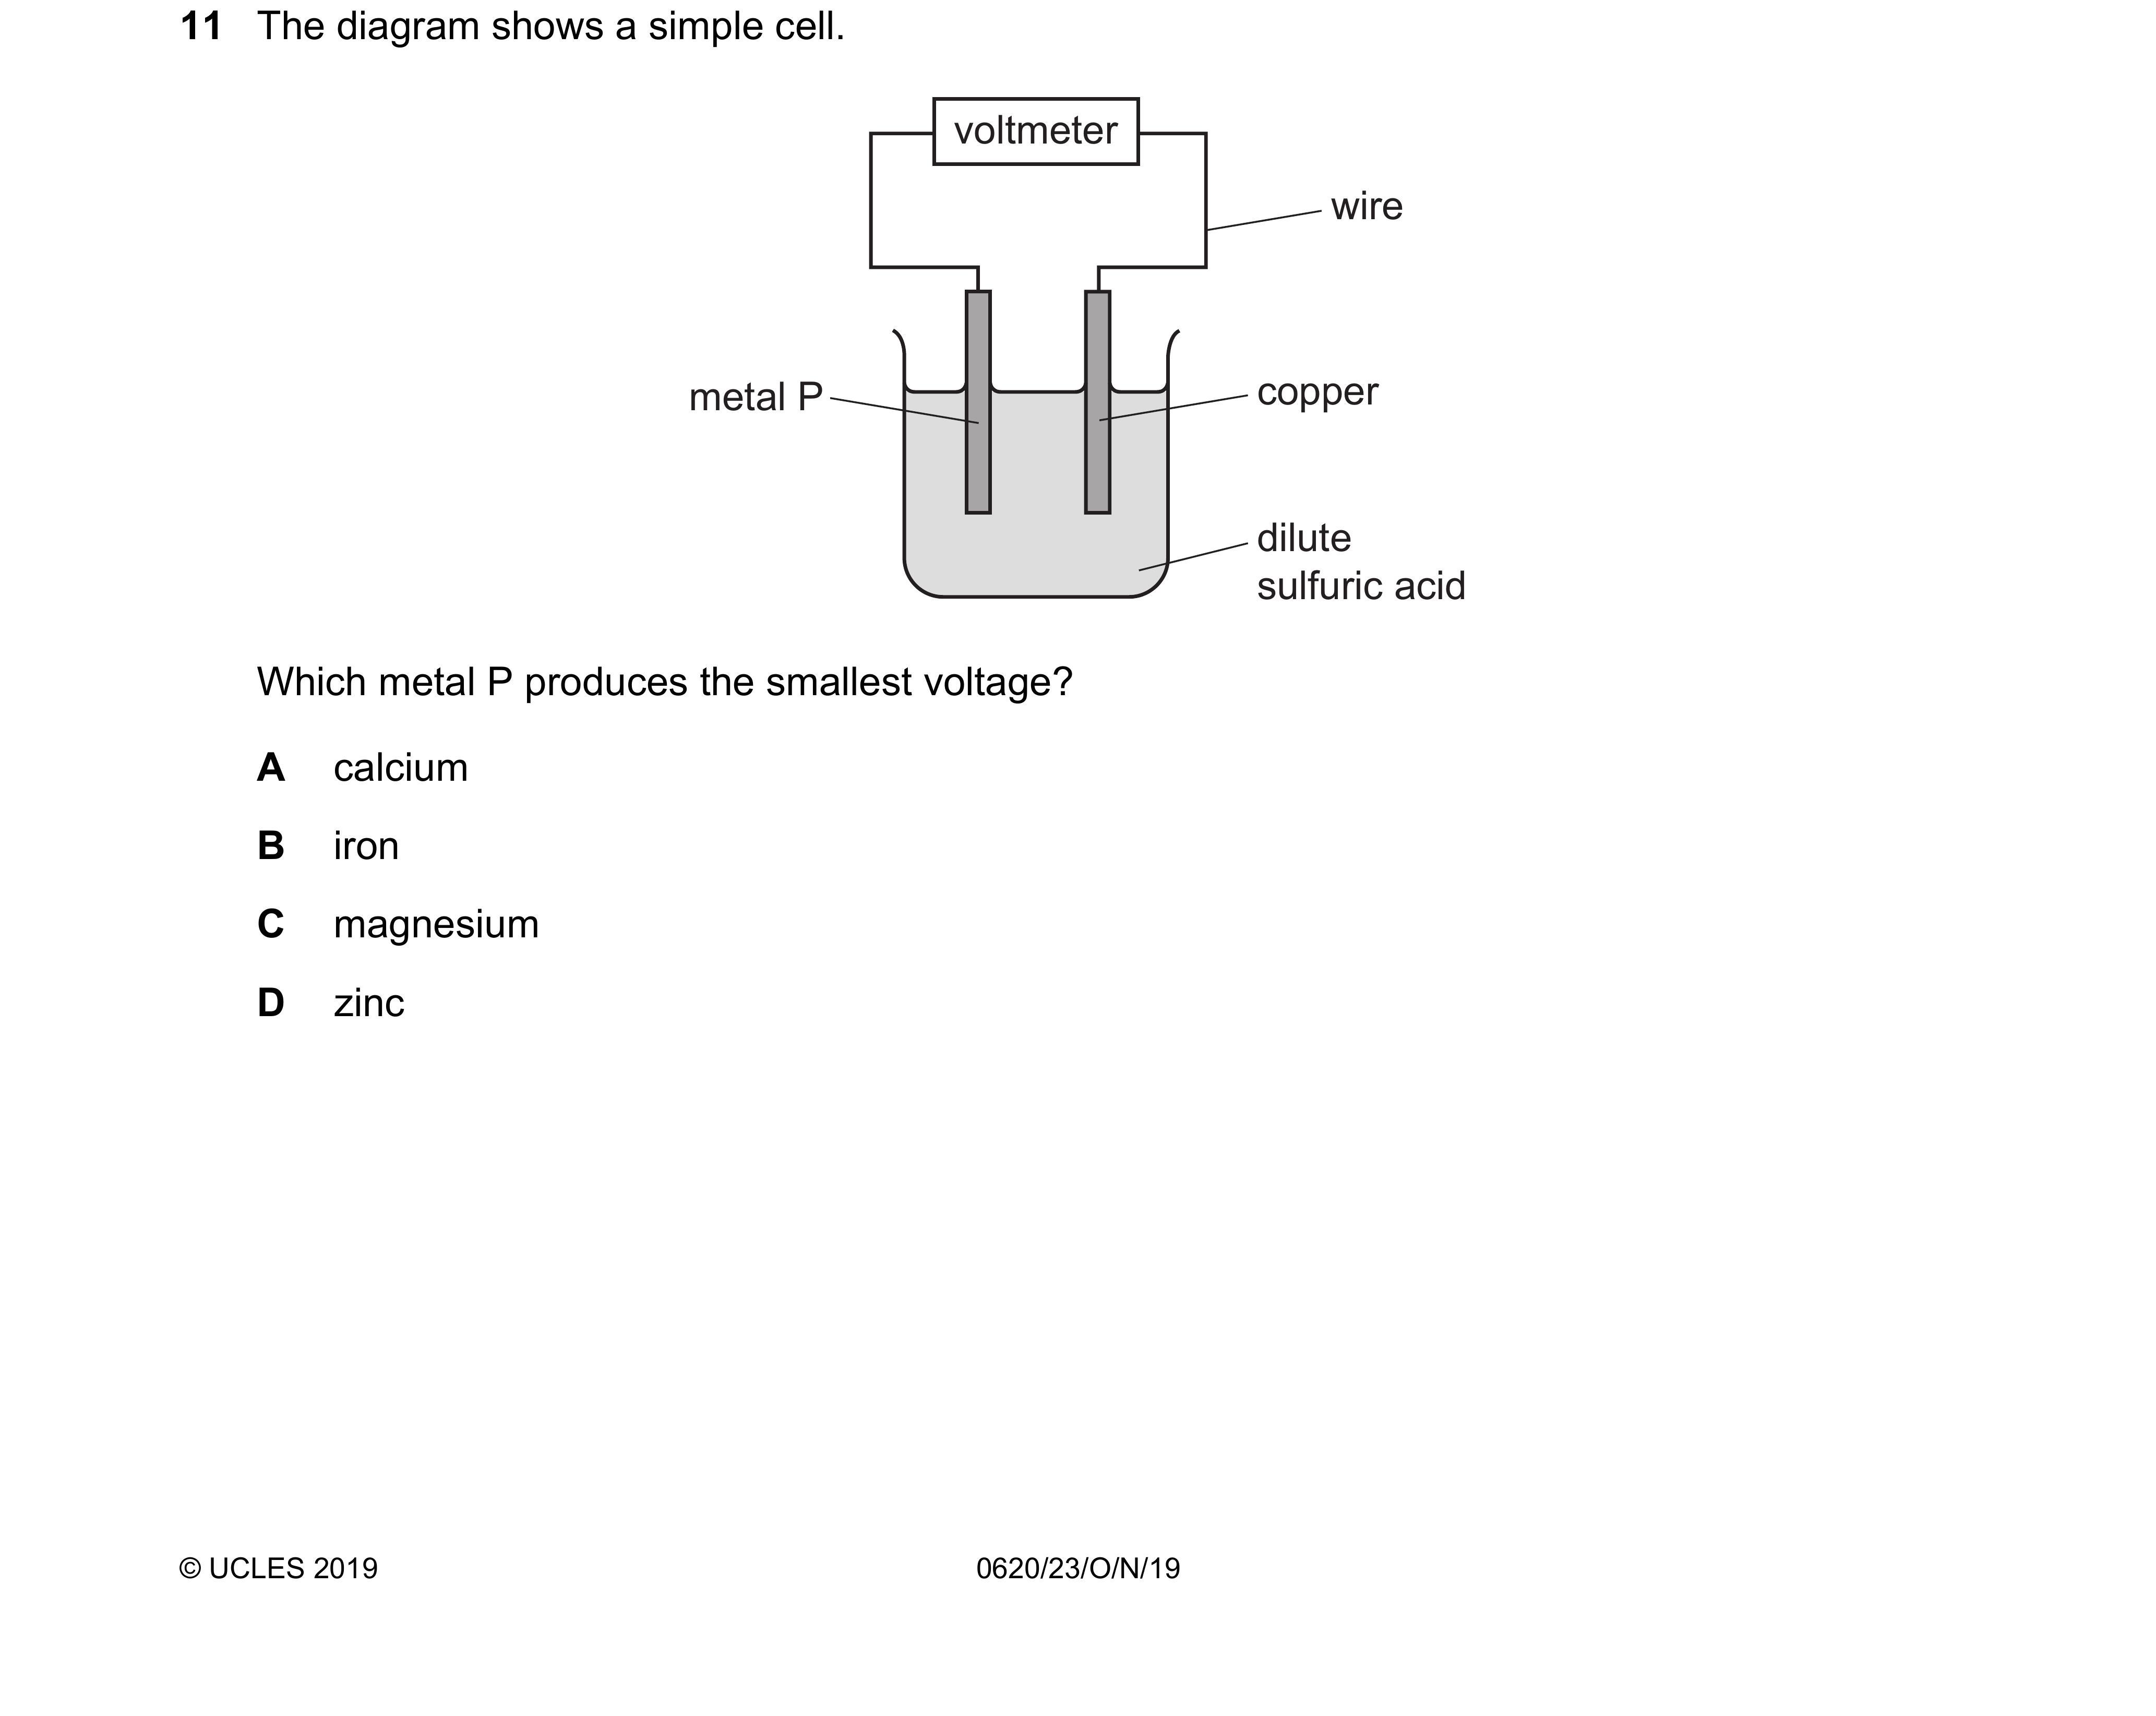 11 The diagram shows a simple cell.
voltmeter
wire
metal P
copper
dilute
sulfuric acid
Which metal P produces the smallest voltage?
A calcium
B iron
C magnesium
D zinc
© UCLES 2019 0620/23/O/N/19